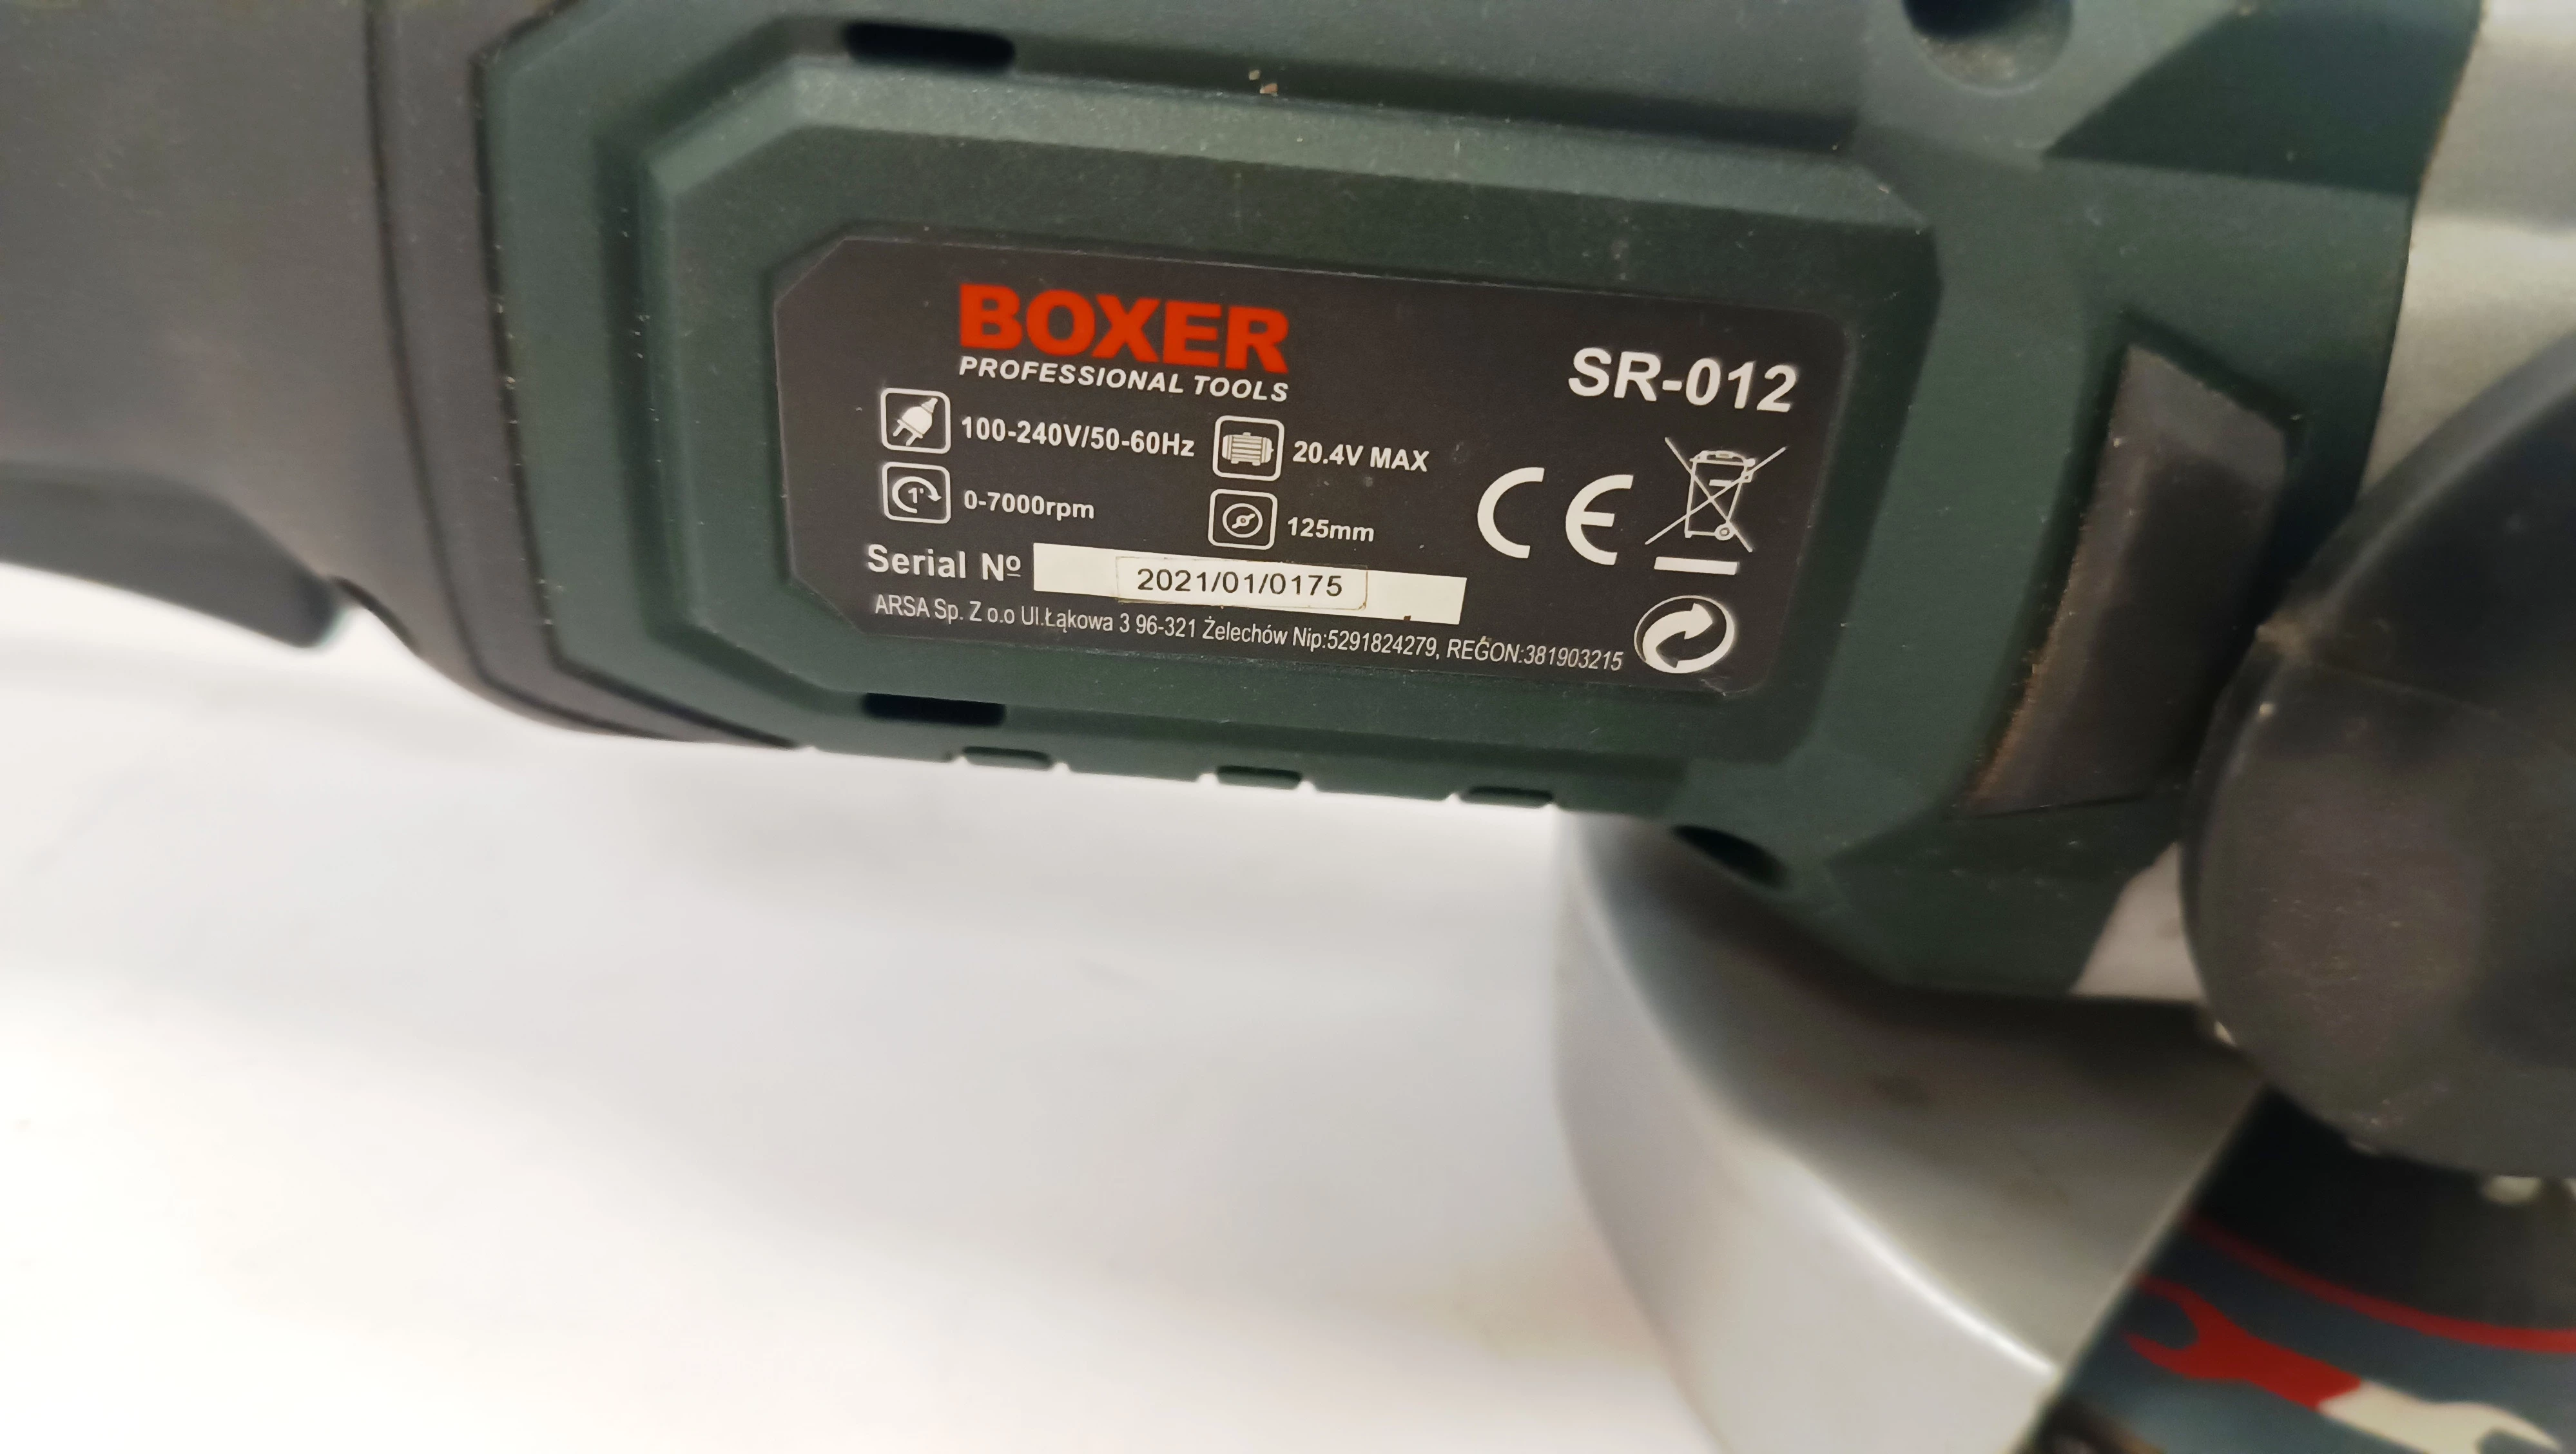 BOXER
PROFESSIONAL TOOLS
SR-012
100-240V/50-60Hz
20.4V MAX
0-7000rpm
125mm
CE
Serial Nº 2021/01/0175
ARSA Sp. Z o.o Ul.Łąkowa 3 96-321 Żelechów Nip:5291824279, REGON:381903215